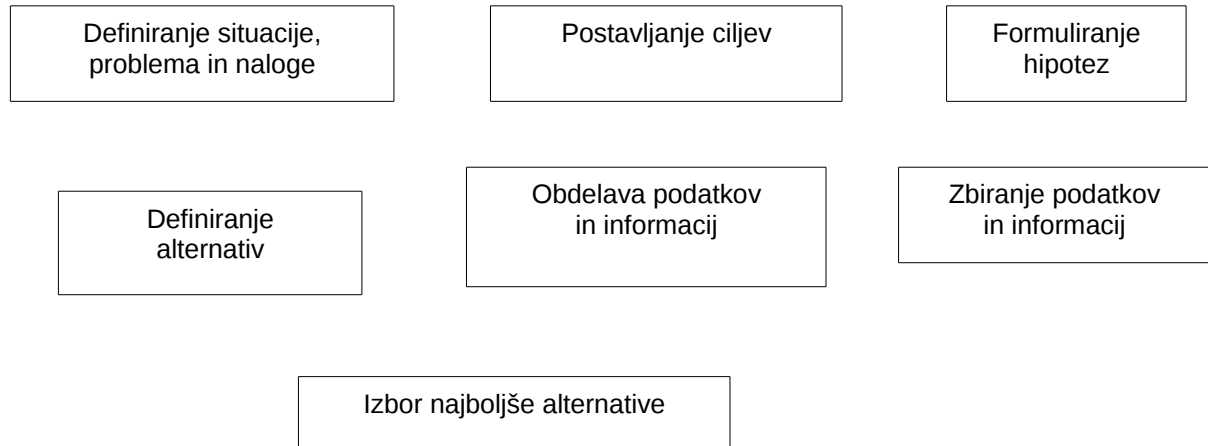 Definiranje situacije,
problema in naloge
Postavljanje ciljev
Formuliranje
hipotez
Definiranje
alternativ
Obdelava podatkov
in informacij
Zbiranje podatkov
in informacij
Izbor najboljše alternative